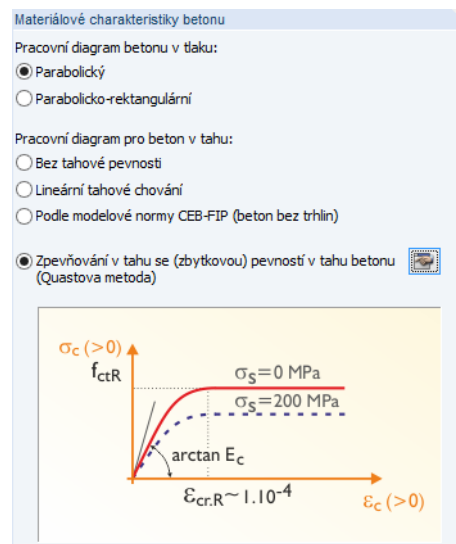 Materiálové charakteristiky betonu
Pracovní diagram betonu v tlaku:
Parabolický
Parabolicko-rektangulární
Pracovní diagram pro beton v tahu:
Bez tahové pevnosti
Lineární tahové chování
Podle modelové normy CEB-FIP (beton bez trhlin)
Zpevňování v tahu se (zbytkovou) pevností v tahu betonu
(Quastova metoda)
σc (>0)
fctR
σS=0 MPa
σS=200 MPa
arctan Ec
εcr.R~1.10-4
εc (>0)